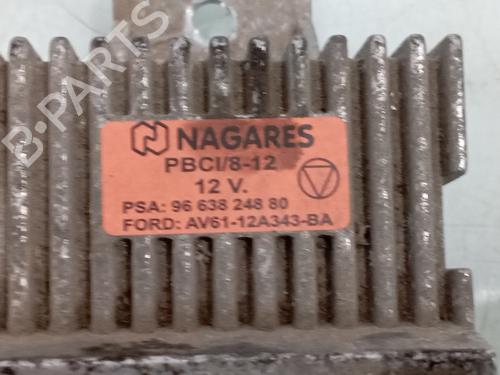 B-PARTS
NAGARES
PBCI/8-12
12 V.
PSA: 96 638 248 80
FORD: AV61-12A343-BA